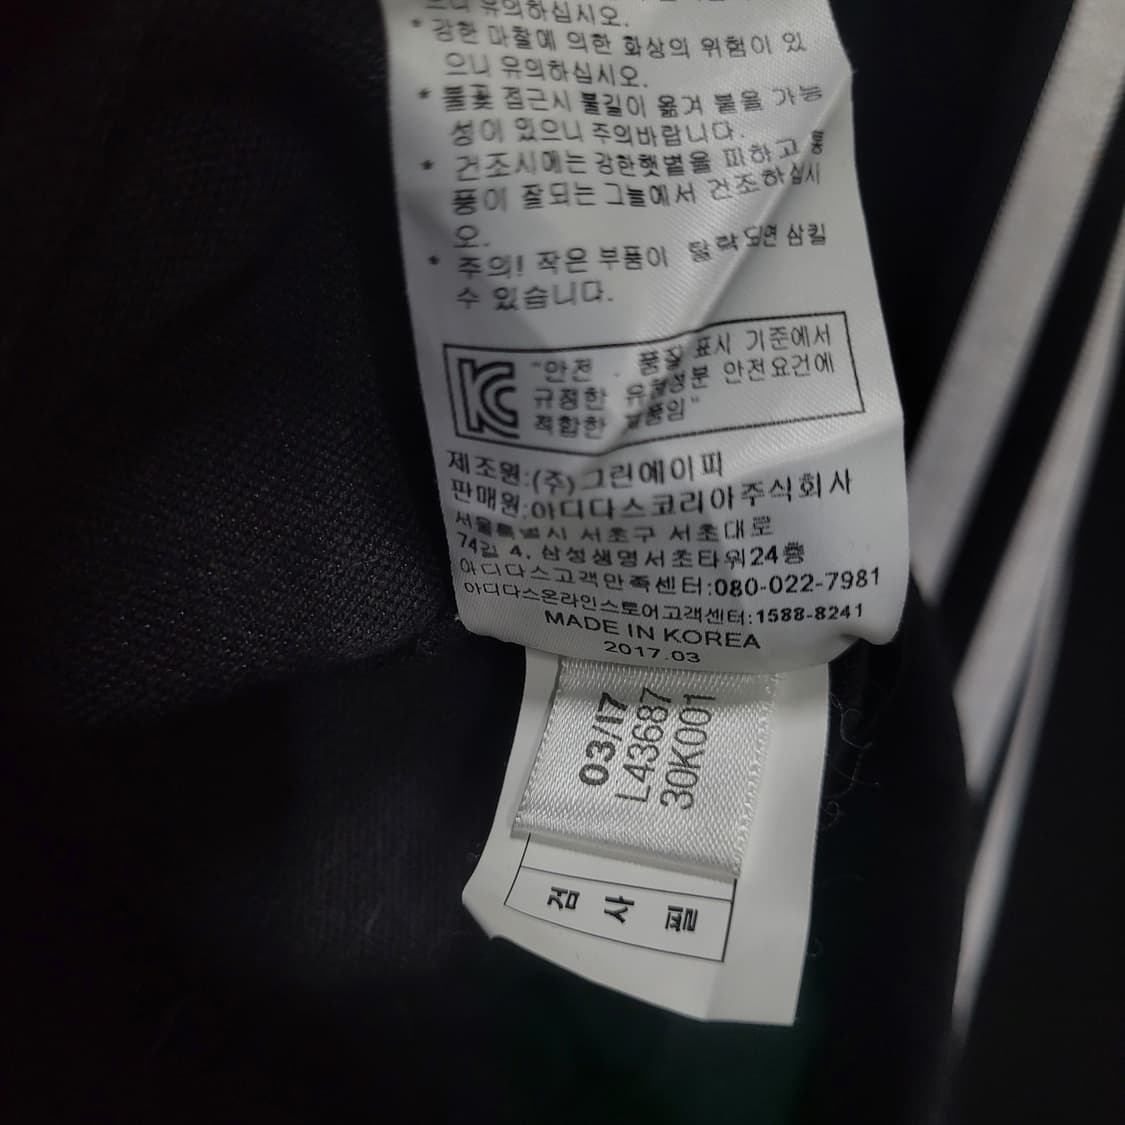 으니 유의하십시오.
* 강한 마찰에 의한 화상의 위험이 있
으니 유의하십시오.
* 불꽃 접근시 불길이 옮겨 붙을 가능
성이 있으니 주의바랍니다.
* 건조시에는 강한햇볕을 피하고 통
풍이 잘되는 그늘에서 건조하십시
오.
* 주의! 작은 부품이 탈락되면 삼킬
수 있습니다.
"안전 · 품질 표시 기준에서
규정한 유해성분 안전요건에
적합한 제품임"
제조원:(주)그린에이피
판매원:아디다스코리아주식회사
서울특별시 서초구 서초대로
74길 4, 삼성생명서초타워24층
아디다스고객만족센터:080-022-7981
아디다스온라인스토어고객센터:1588-8241
MADE IN KOREA
2017.03
03/17
L43687
30K001
검 사 필